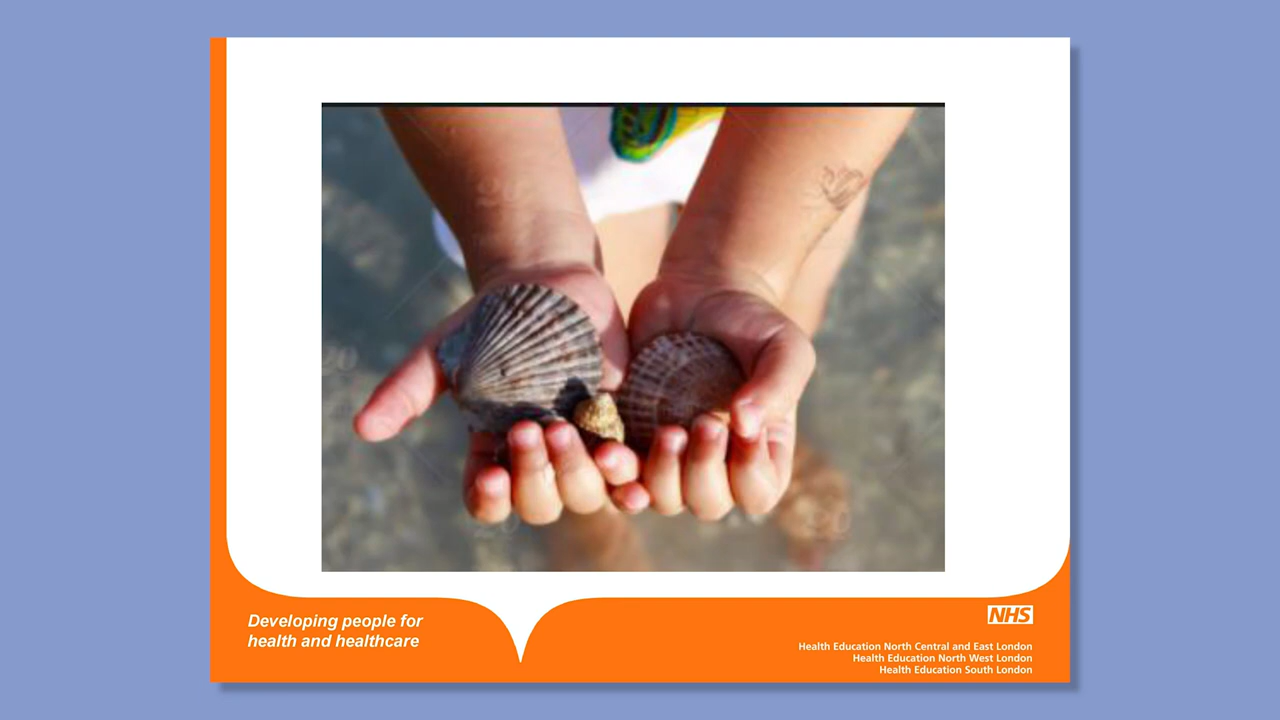 Developing people for
health and healthcare
NHS
Health Education North Central and East London
Health Education North West London
Health Education South London